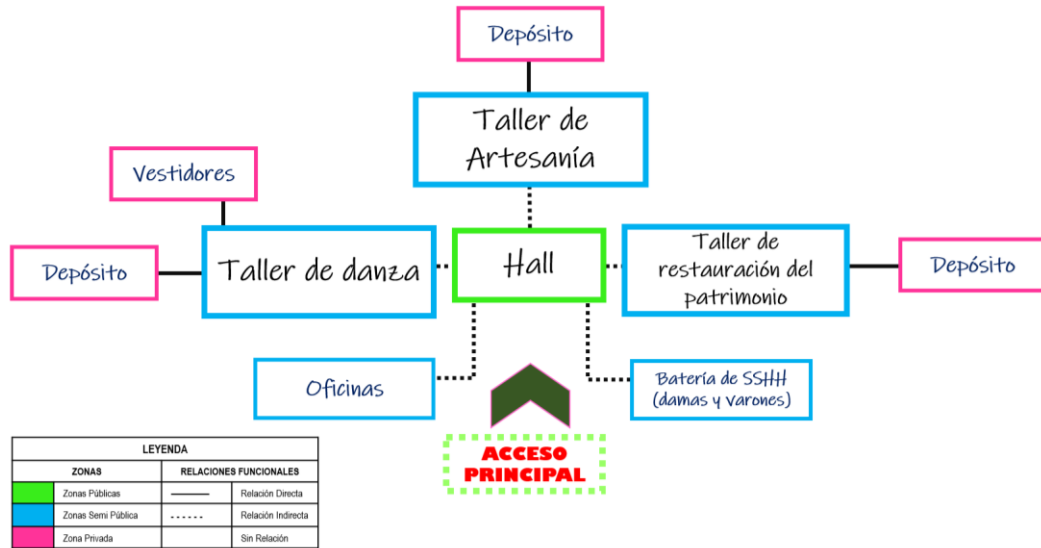 Depósito
Taller de
Artesanía
Vestidores
Depósito
Taller de danza
Hall
Taller de
restauración del
patrimonio
Depósito
Oficinas
Batería de SSHH
(damas y varones)
ACCESO
PRINCIPAL
LEYENDA
ZONAS
RELACIONES FUNCIONALES
Zonas Públicas
Relación Directa
Zonas Semi Pública
Relación Indirecta
Zona Privada
Sin Relación